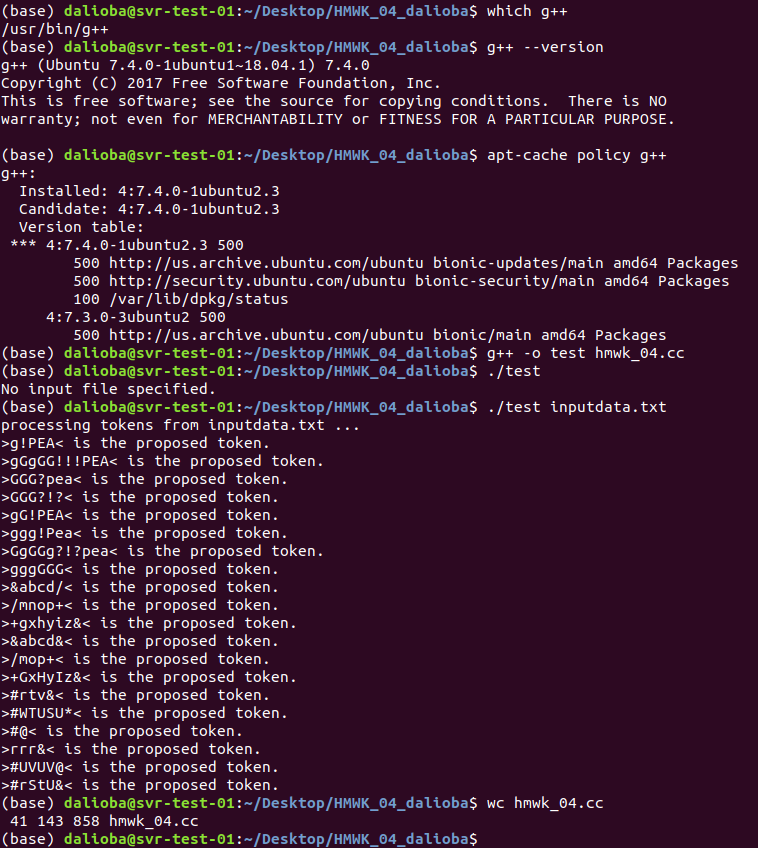 (base) dalioba@svr-test-01:~/Desktop/HMWK_04_dalioba$ which g++
/usr/bin/g++
(base) dalioba@svr-test-01:~/Desktop/HMWK_04_dalioba$ g++ --version
g++ (Ubuntu 7.4.0-1ubuntu1~18.04.1) 7.4.0
Copyright (C) 2017 Free Software Foundation, Inc.
This is free software; see the source for copying conditions.  There is NO
warranty; not even for MERCHANTABILITY or FITNESS FOR A PARTICULAR PURPOSE.

(base) dalioba@svr-test-01:~/Desktop/HMWK_04_dalioba$ apt-cache policy g++
g++:
  Installed: 4:7.4.0-1ubuntu2.3
  Candidate: 4:7.4.0-1ubuntu2.3
  Version table:
 *** 4:7.4.0-1ubuntu2.3 500
        500 http://us.archive.ubuntu.com/ubuntu bionic-updates/main amd64 Packages
        500 http://security.ubuntu.com/ubuntu bionic-security/main amd64 Packages
        100 /var/lib/dpkg/status
     4:7.3.0-3ubuntu2 500
        500 http://us.archive.ubuntu.com/ubuntu bionic/main amd64 Packages
(base) dalioba@svr-test-01:~/Desktop/HMWK_04_dalioba$ g++ -o test hmwk_04.cc
(base) dalioba@svr-test-01:~/Desktop/HMWK_04_dalioba$ ./test
No input file specified.
(base) dalioba@svr-test-01:~/Desktop/HMWK_04_dalioba$ ./test inputdata.txt
processing tokens from inputdata.txt ...
>g!PEA< is the proposed token.
>gGgGG!!!PEA< is the proposed token.
>GGG?pea< is the proposed token.
>GGG?!?< is the proposed token.
>gG!PEA< is the proposed token.
>ggg!Pea< is the proposed token.
>GgGGg?!?pea< is the proposed token.
>gggGGG< is the proposed token.
>&abcd/< is the proposed token.
>/mnop+< is the proposed token.
>+gxhyiz&< is the proposed token.
>&abcd&< is the proposed token.
>/mop+< is the proposed token.
>+GxHyIz&< is the proposed token.
>#rtv&< is the proposed token.
>#WTUSU*< is the proposed token.
>#@< is the proposed token.
>rrr&< is the proposed token.
>#UVUV@< is the proposed token.
>#rStU&< is the proposed token.
(base) dalioba@svr-test-01:~/Desktop/HMWK_04_dalioba$ wc hmwk_04.cc
 41 143 858 hmwk_04.cc
(base) dalioba@svr-test-01:~/Desktop/HMWK_04_dalioba$